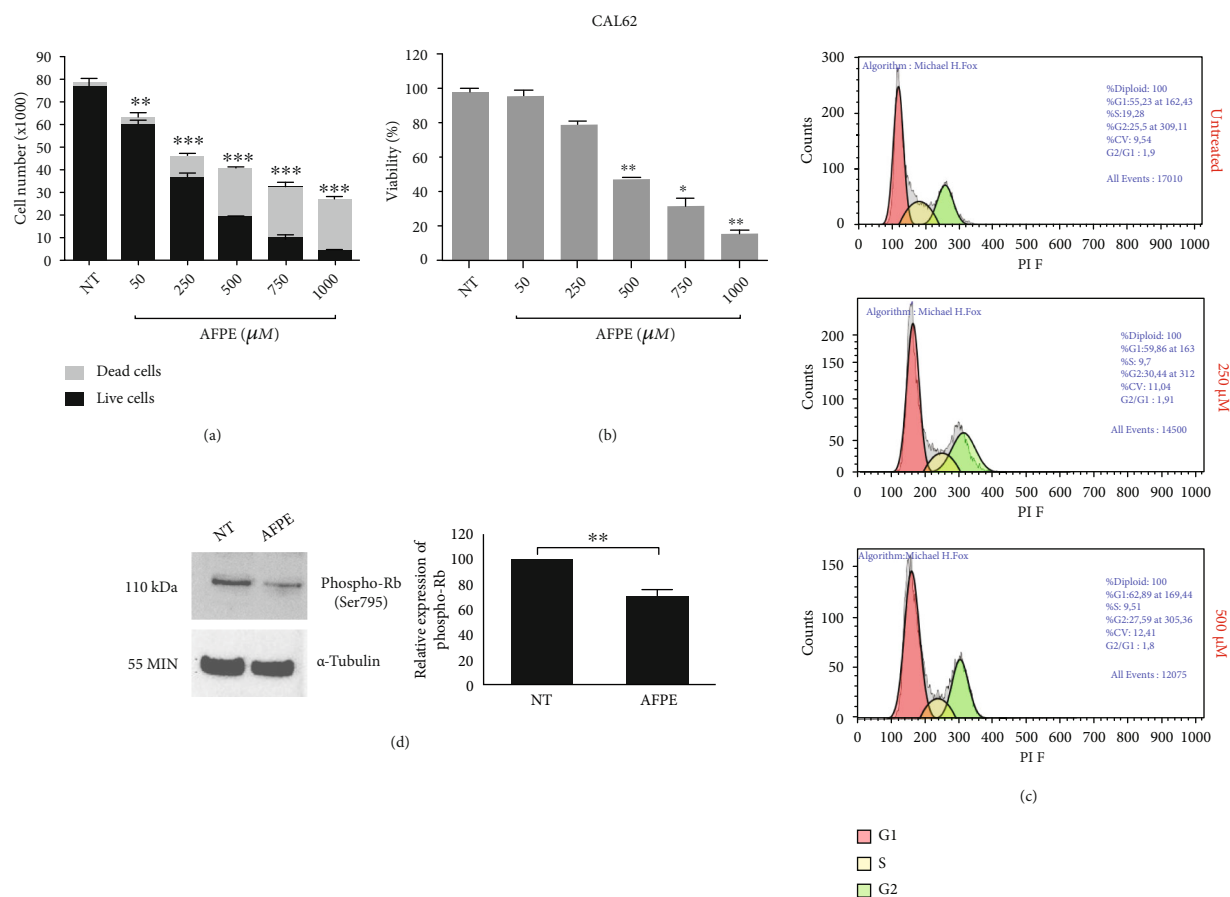 CAL62
Cell number (x1000)
90
80
70
60
50
40
30
20
10
0
**
***
***
***
***
NT
50
250
500
750
1000
AFPE (µM)
Dead cells
Live cells
(a)
Viability (%)
120
100
80
60
40
20
0
**
*
**
NT
50
250
500
750
1000
AFPE (µM)
(b)
Algorithm : Michael H.Fox
Counts
300
200
100
0
%Diploid: 100
%G1:55,23 at 162,43
%S:19,28
%G2:25,5 at 309,11
%CV: 9,54
G2/G1 : 1,9
All Events : 17010
Untreated
0 100 200 300 400 500 600 700 800 900 1000
PI F
Algorithm : Michael H.Fox
Counts
200
150
100
50
0
%Diploid: 100
%G1:59,86 at 163
%S: 9,7
%G2:30,44 at 312
%CV: 11,04
G2/G1 : 1,91
All Events : 14500
250 µM
0 100 200 300 400 500 600 700 800 900 1000
PI F
Algorithm:Michael H.Fox
Counts
150
100
50
0
%Diploid: 100
%G1:62,89 at 169,44
%S: 9,51
%G2:27,59 at 305,36
%CV: 12,41
G2/G1 : 1,8
All Events : 12075
500 µM
0 100 200 300 400 500 600 700 800 900 1000
PI F
(c)
G1
S
G2
NT
AFPE
110 kDa
Phospho-Rb
(Ser795)
55 MIN
α-Tubulin
Relative expression of
phospho-Rb
120
100
80
60
40
20
0
**
NT
AFPE
(d)